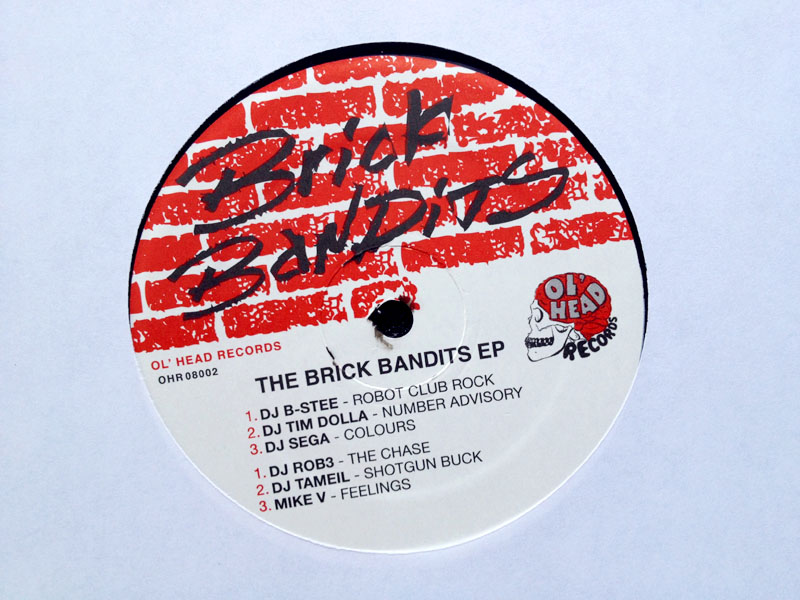 Brick
BANDITS
OL' HEAD RECORDS
OHR 08002
OL'
HEAD
RECORDS
THE BRICK BANDITS EP
1. DJ B-STEE - ROBOT CLUB ROCK
2. DJ TIM DOLLA - NUMBER ADVISORY
3. DJ SEGA - COLOURS
1. DJ ROB3 - THE CHASE
2. DJ TAMEIL - SHOTGUN BUCK
3. MIKE V - FEELINGS